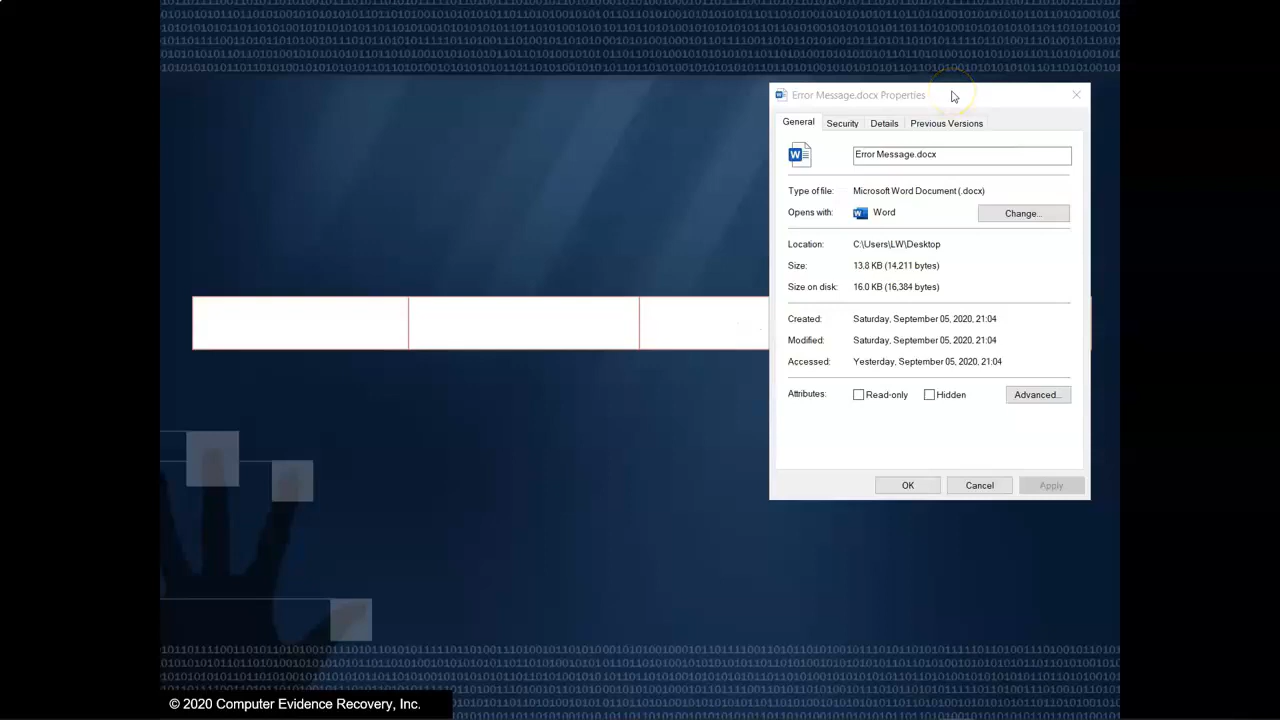 Error Message.docx Properties
General Security Details Previous Versions
Error Message.docx
Type of file: Microsoft Word Document (.docx)
Opens with: Word Change...
Location: C:\Users\LW\Desktop
Size: 13.8 KB (14,211 bytes)
Size on disk: 16.0 KB (16,384 bytes)
Created: Saturday, September 05, 2020, 21:04
Modified: Saturday, September 05, 2020, 21:04
Accessed: Yesterday, September 05, 2020, 21:04
Attributes: Read-only Hidden Advanced...
OK Cancel Apply
© 2020 Computer Evidence Recovery, Inc.